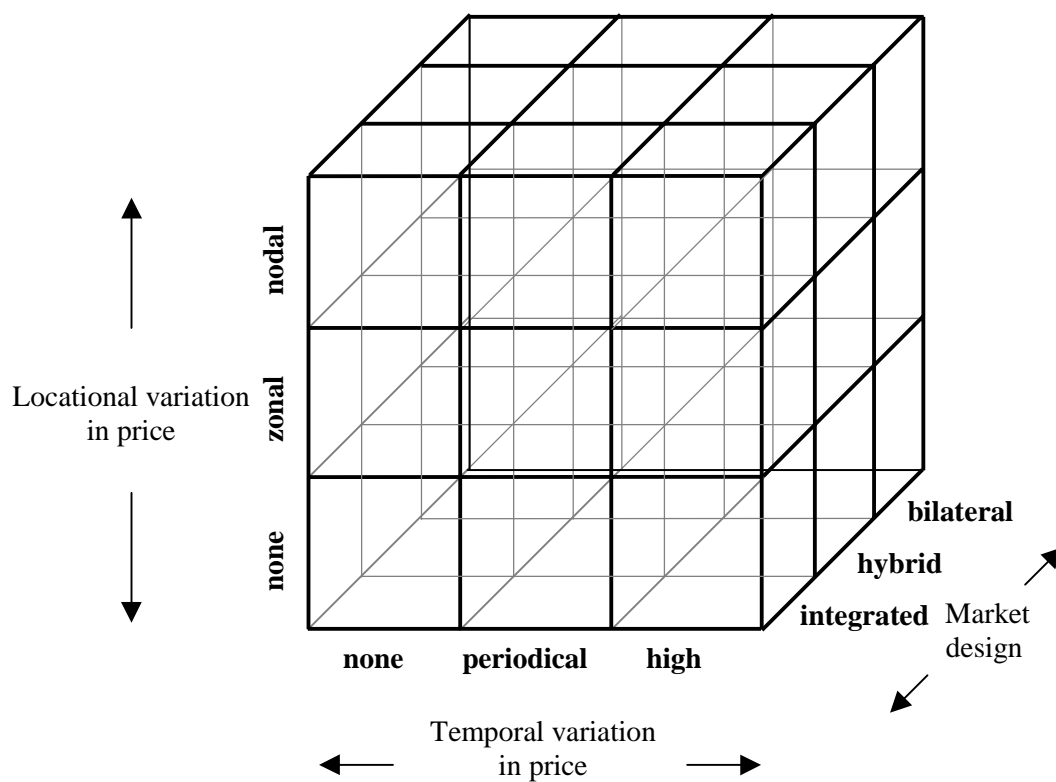 nodal
Locational variation
in price
zonal
none
bilateral
hybrid
integrated
Market
design
none periodical high
Temporal variation
in price